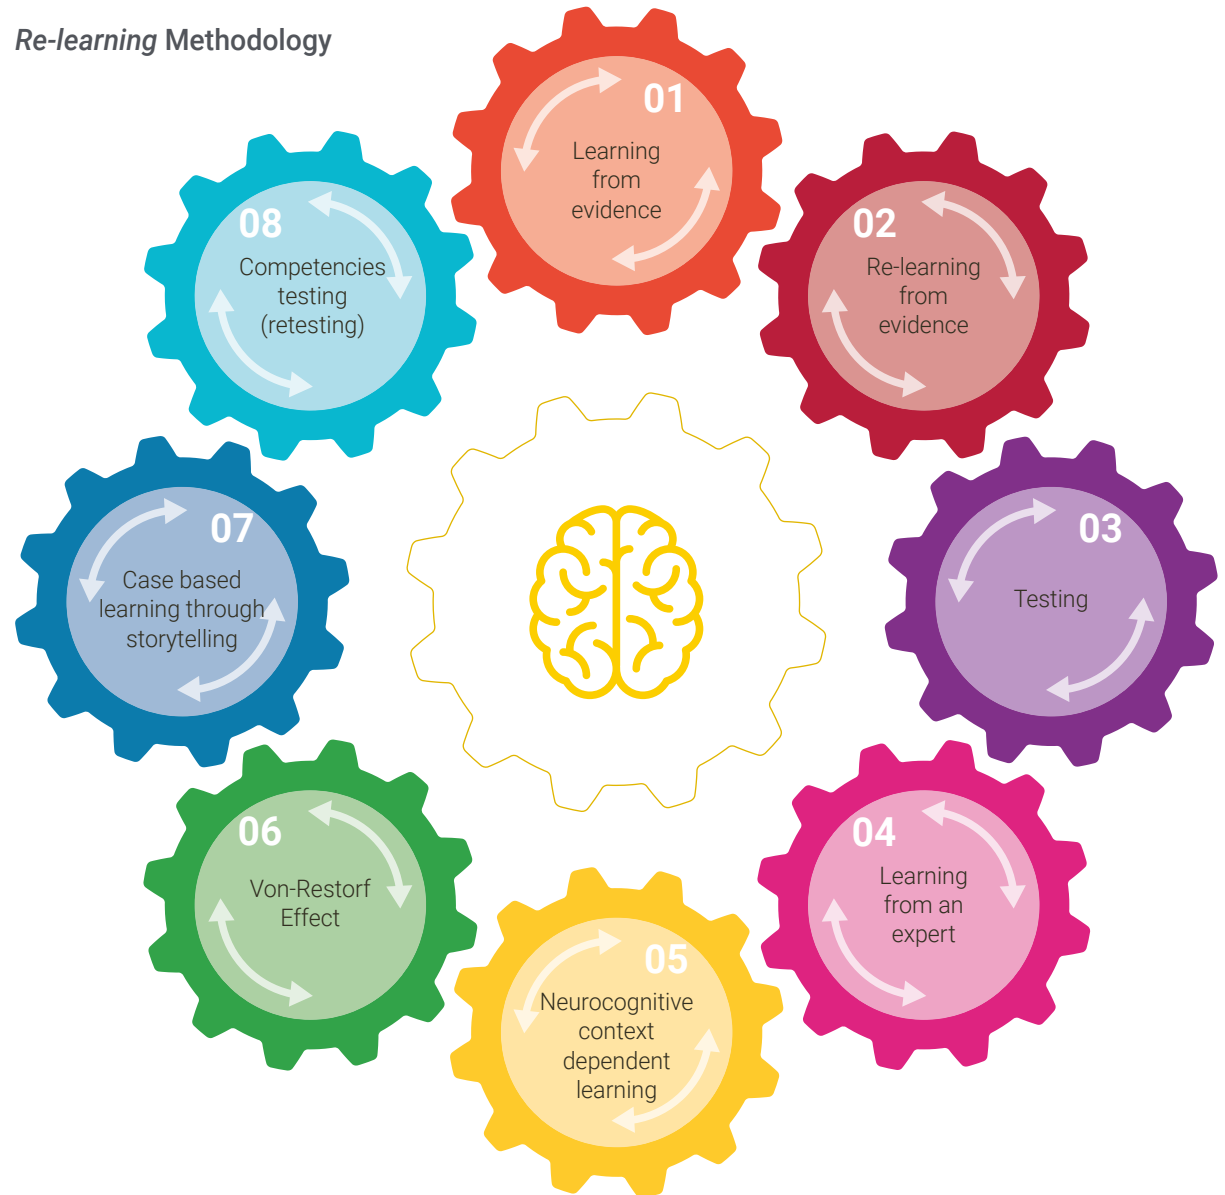 Re-learning Methodology
01
Learning
from
evidence
02
Re-learning
from
evidence
03
Testing
04
Learning
from an
expert
05
Neurocognitive
context
dependent
learning
06
Von-Restorf
Effect
07
Case based
learning through
storytelling
08
Competencies
testing
(retesting)